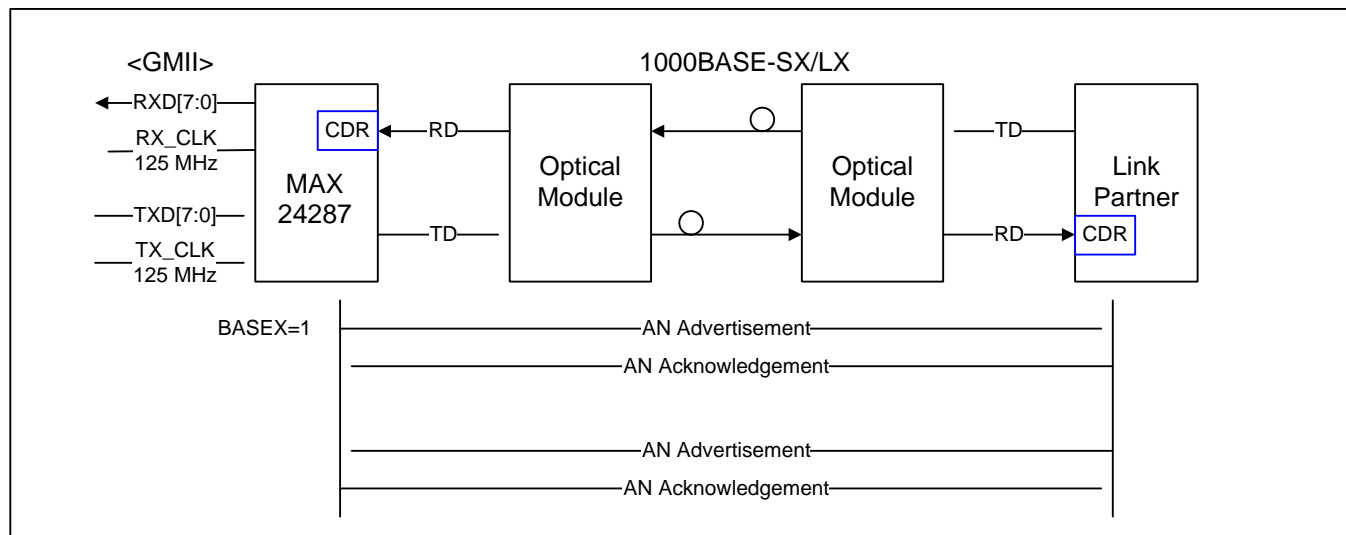 <GMII>
1000BASE-SX/LX
RXD[7:0]
RX_CLK
125 MHz
TXD[7:0]
TX_CLK
125 MHz
MAX
24287
CDR
RD
TD
Optical
Module
Optical
Module
TD
RD
Link
Partner
CDR
BASEX=1
AN Advertisement
AN Acknowledgement
AN Advertisement
AN Acknowledgement